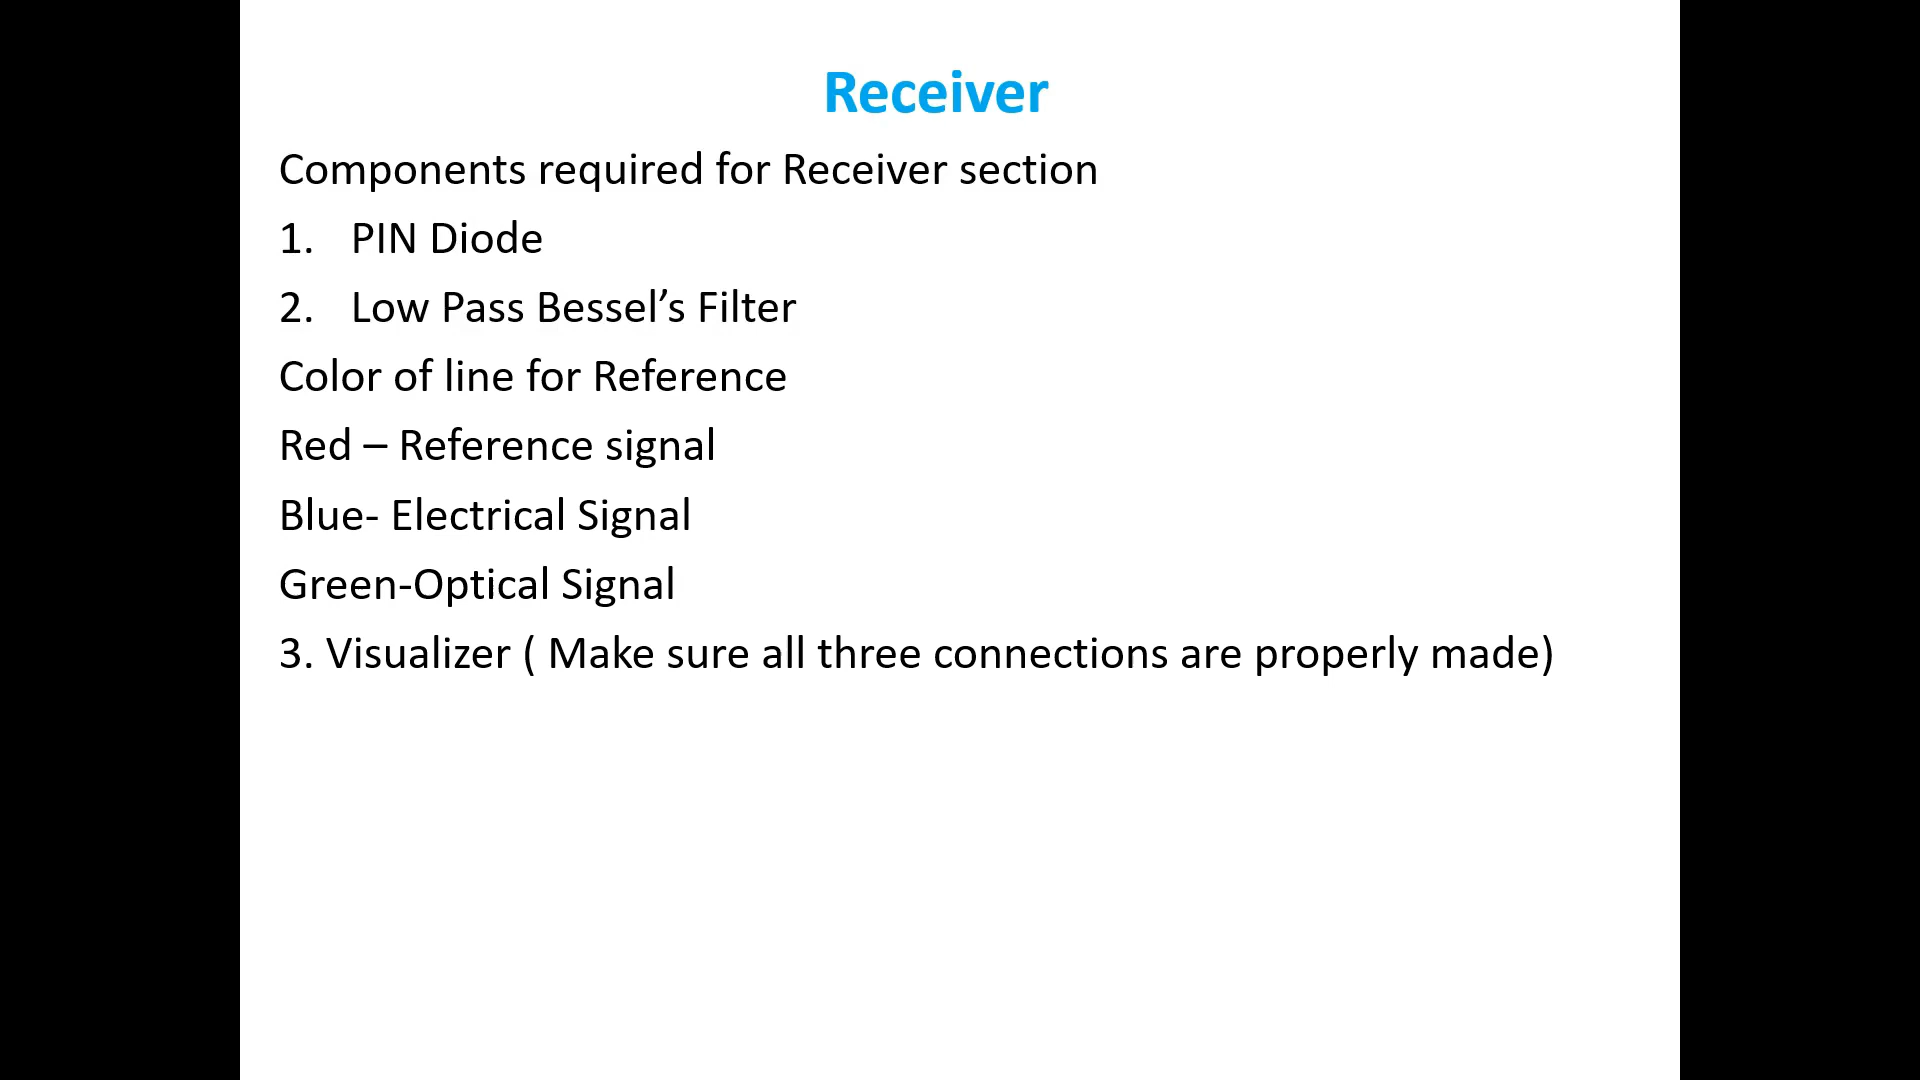 Receiver
Components required for Receiver section
1. PIN Diode
2. Low Pass Bessel’s Filter
Color of line for Reference
Red – Reference signal
Blue- Electrical Signal
Green-Optical Signal
3. Visualizer ( Make sure all three connections are properly made)